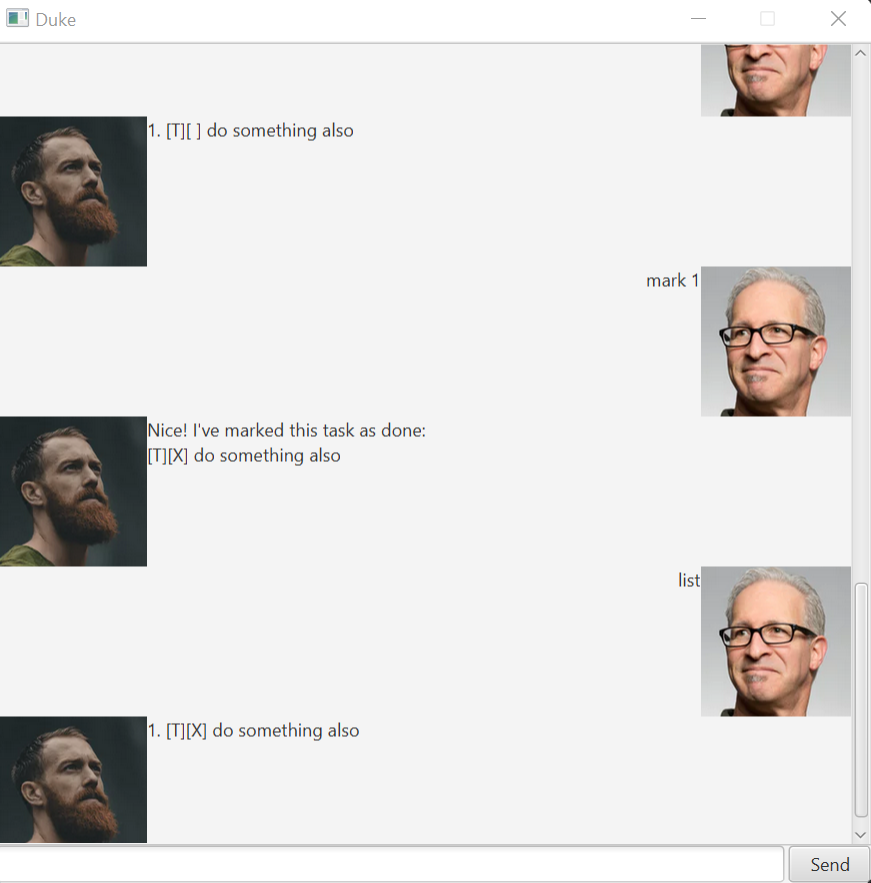 Duke
1. [T][ ] do something also
mark 1
Nice! I've marked this task as done:
[T][X] do something also
list
1. [T][X] do something also
Send